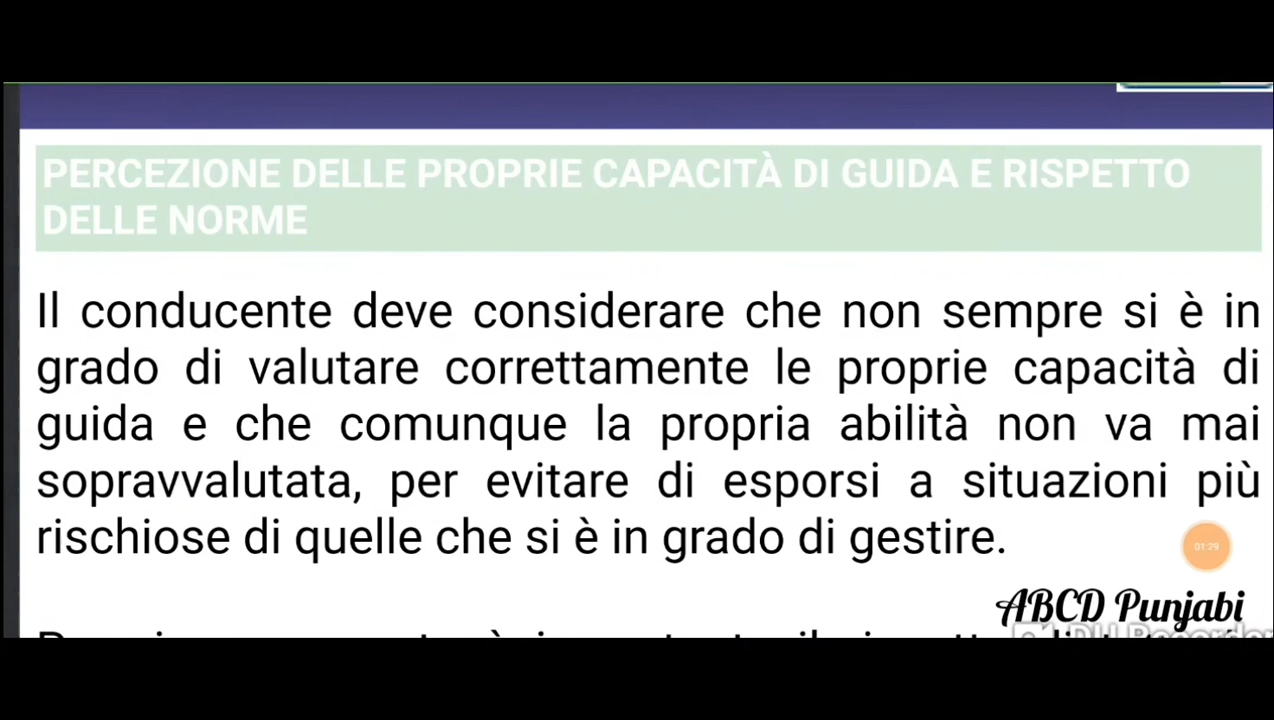 PERCEZIONE DELLE PROPRIE CAPACITÀ DI GUIDA E RISPETTO
DELLE NORME
Il conducente deve considerare che non sempre si è in
grado di valutare correttamente le proprie capacità di
guida e che comunque la propria abilità non va mai
sopravvalutata, per evitare di esporsi a situazioni più
rischiose di quelle che si è in grado di gestire.
01:29
ABCD Punjabi